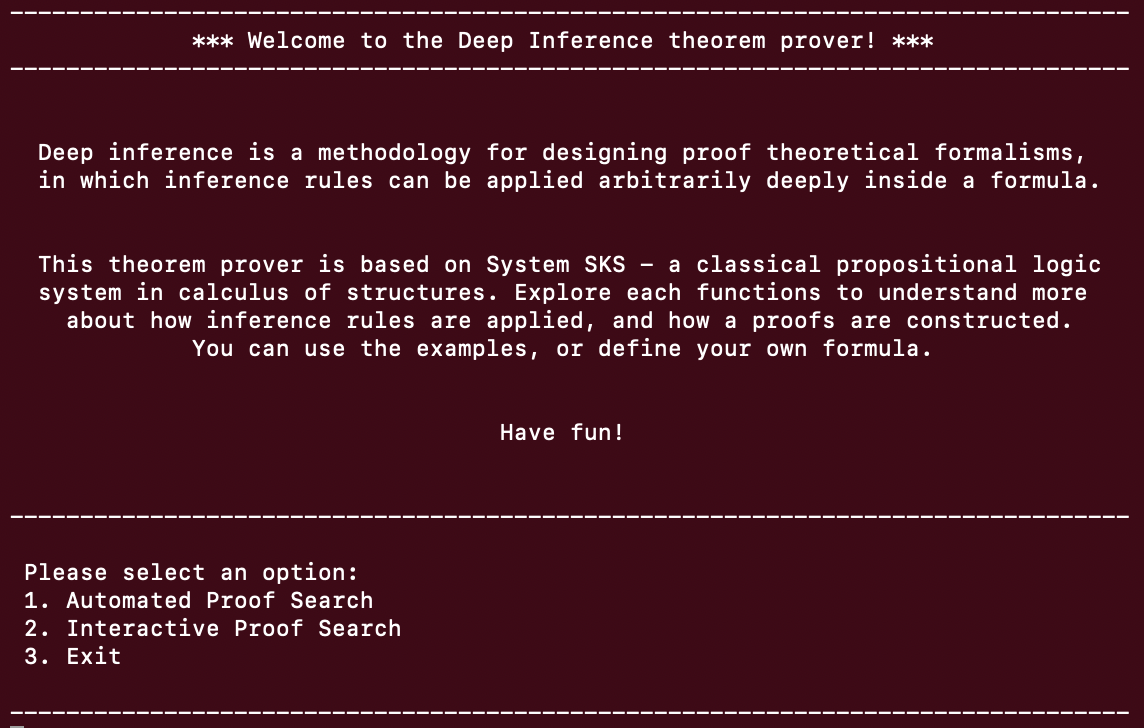 *** Welcome to the Deep Inference theorem prover! ***
Deep inference is a methodology for designing proof theoretical formalisms,
in which inference rules can be applied arbitrarily deeply inside a formula.
This theorem prover is based on System SKS – a classical propositional logic
system in calculus of structures. Explore each functions to understand more
about how inference rules are applied, and how a proofs are constructed.
You can use the examples, or define your own formula.
Have fun!
Please select an option:
1. Automated Proof Search
2. Interactive Proof Search
3. Exit